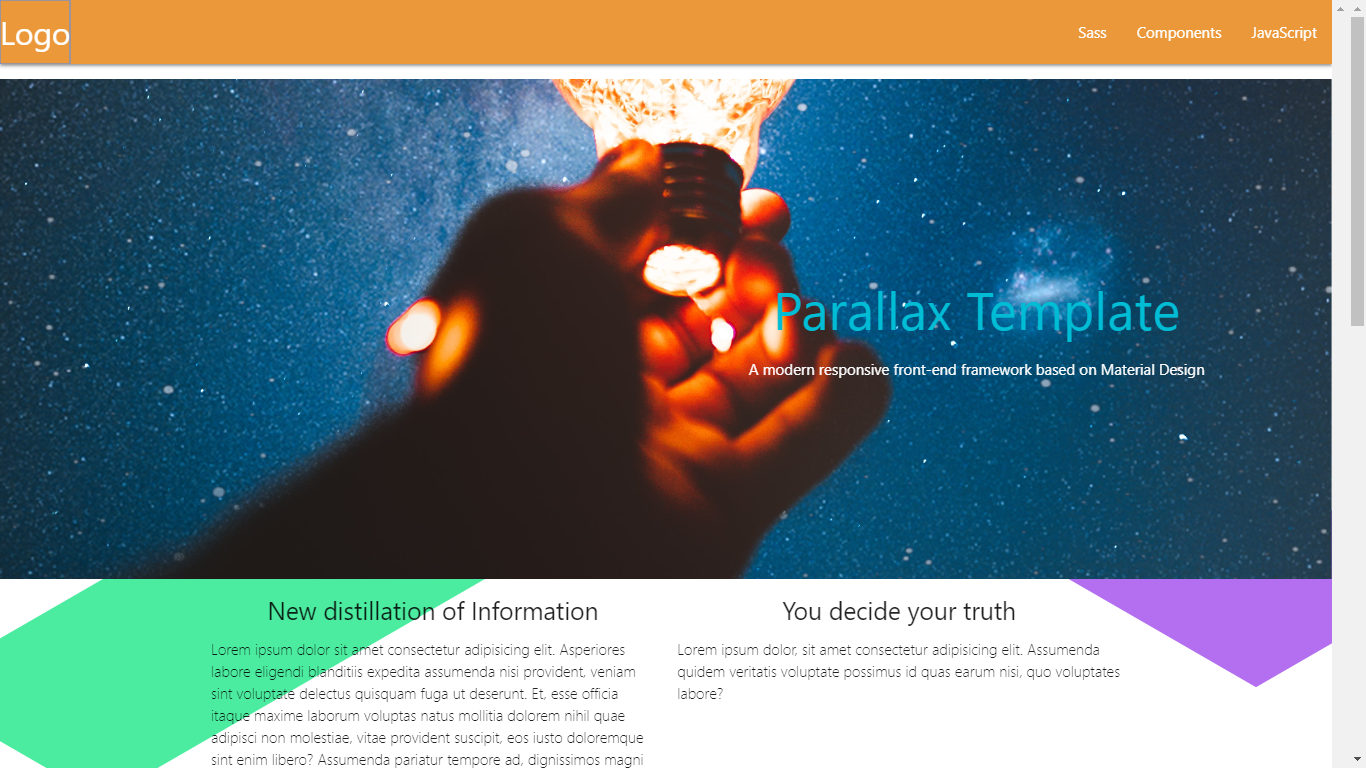 Logo
Sass
Components
JavaScript
Parallax Template
A modern responsive front-end framework based on Material Design
New distillation of Information
Lorem ipsum dolor sit amet consectetur adipisicing elit. Asperiores
labore eligendi blanditiis expedita assumenda nisi provident, veniam
sint voluptate delectus quisquam fuga ut deserunt. Et, esse officia
itaque maxime laborum voluptas natus mollitia dolorem nihil quae
adipisci non molestiae, vitae provident suscipit, eos iusto doloremque
sint enim libero? Assumenda pariatur tempore ad, dignissimos magni
You decide your truth
Lorem ipsum dolor, sit amet consectetur adipisicing elit. Assumenda
quidem veritatis voluptate possimus id quas earum nisi, quo voluptates
labore?